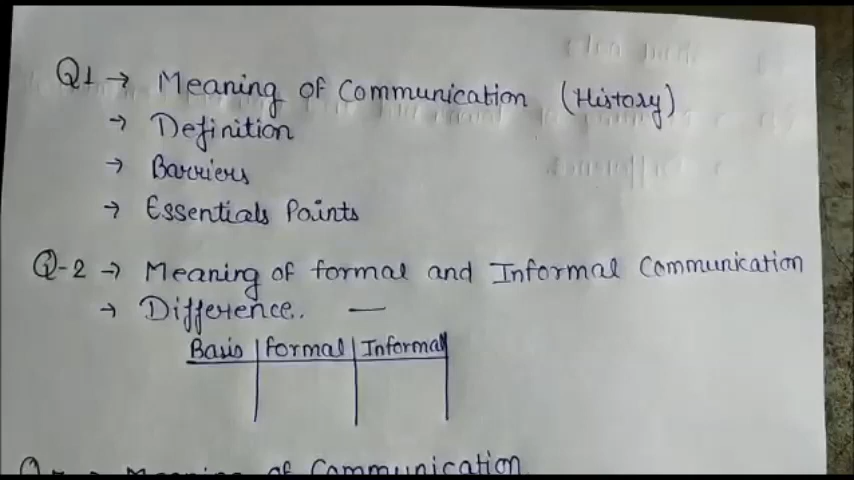 Q1 → Meaning of Communication (History)
→ Definition
→ Barriers
→ Essentials Points
Q-2 → Meaning of formal and Informal Communication
→ Difference.. —
Basis | formal | Informal
Meaning of Communication